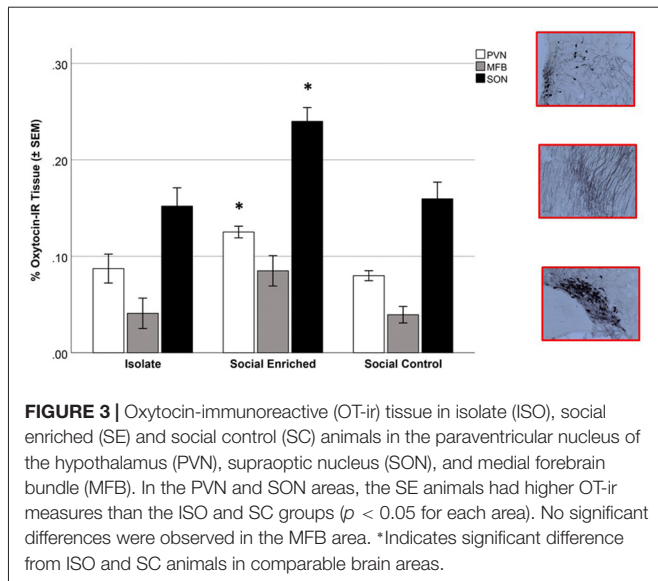 PVN
MFB
SON
.30
.20
.10
.00
% Oxytocin-IR Tissue (± SEM)
*
*
Isolate Social Enriched Social Control
FIGURE 3 | Oxytocin-immunoreactive (OT-ir) tissue in isolate (ISO), social
enriched (SE) and social control (SC) animals in the paraventricular nucleus of
the hypothalamus (PVN), supraoptic nucleus (SON), and medial forebrain
bundle (MFB). In the PVN and SON areas, the SE animals had higher OT-ir
measures than the ISO and SC groups (p < 0.05 for each area). No significant
differences were observed in the MFB area. *Indicates significant difference
from ISO and SC animals in comparable brain areas.